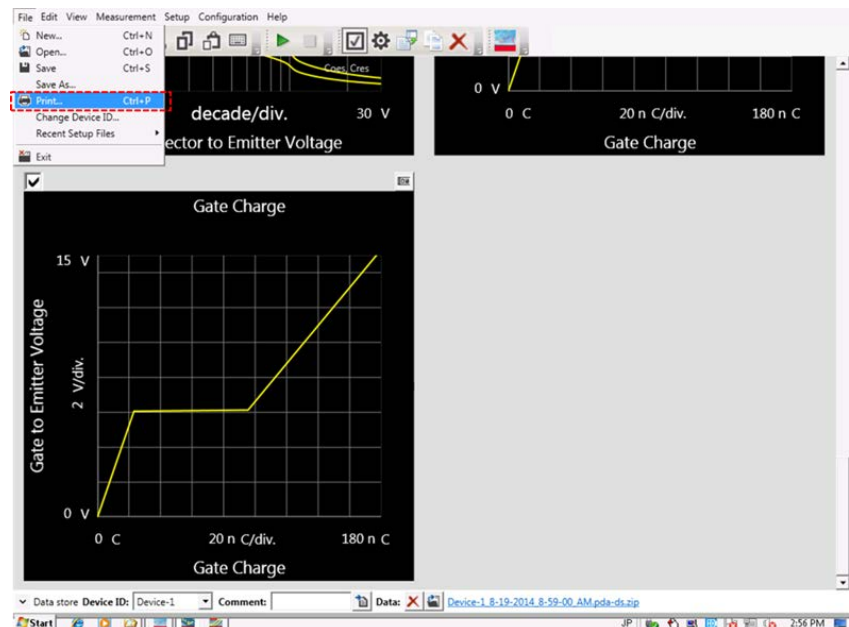 File Edit View Measurement Setup Configuration Help
New... Ctrl+N
Open... Ctrl+O
Save Ctrl+S
Save As...
Print... Ctrl+P
Change Device ID...
Recent Setup Files
Exit
Coes, Cres
decade/div. 30 V
ector to Emitter Voltage
0 V
0 C 20 n C/div. 180 n C
Gate Charge
Gate Charge
15 V
Gate to Emitter Voltage
2 V/div.
0 V
0 C 20 n C/div. 180 n C
Gate Charge
Data store Device ID: Device-1 Comment: Data: Device-1_8-19-2014_8-59-00_AM.pda-ds.zip
Start JP 2:56 PM